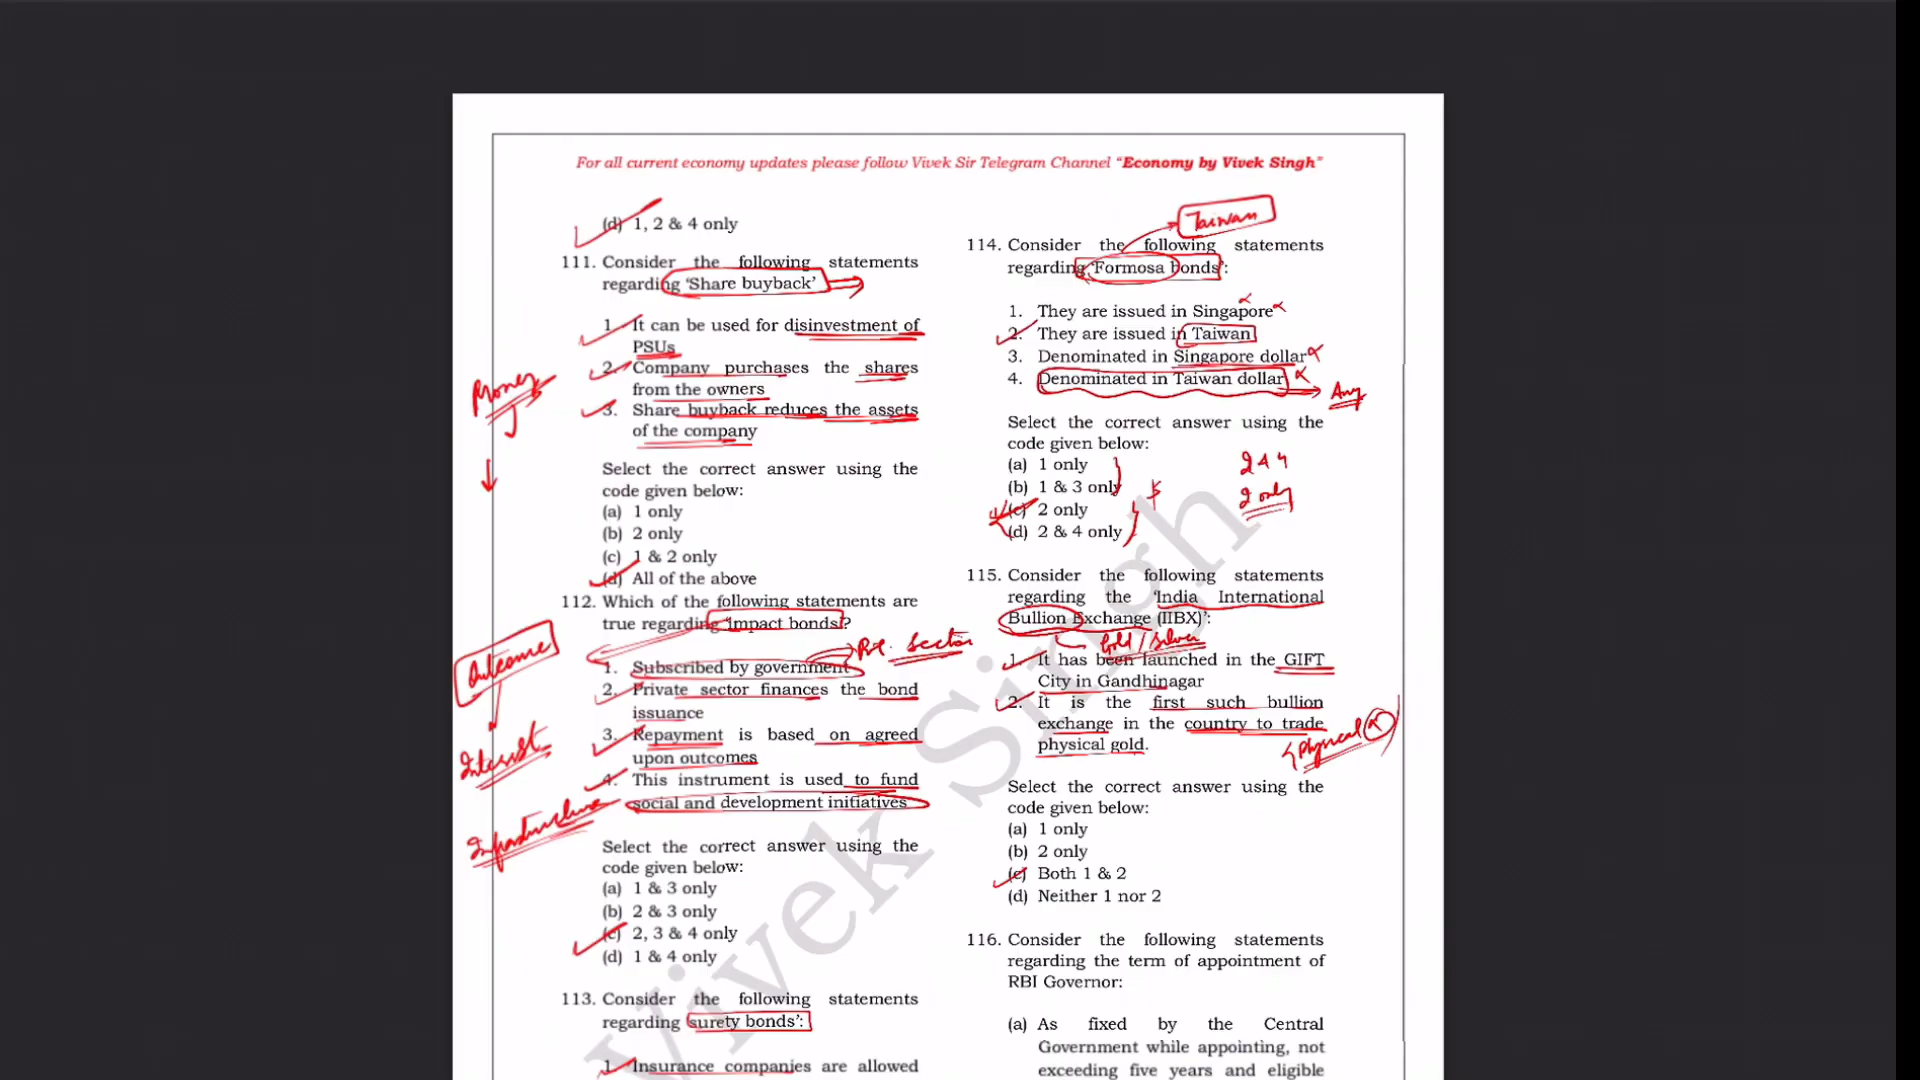 For all current economy updates please follow Vivek Sir Telegram Channel “Economy by Vivek Singh”
(d) 1, 2 & 4 only
111. Consider the following statements
regarding ‘Share buyback’
1. It can be used for disinvestment of
PSUs
2. Company purchases the shares
from the owners
3. Share buyback reduces the assets
of the company
Money
Select the correct answer using the
code given below:
(a) 1 only
(b) 2 only
(c) 1 & 2 only
(d) All of the above
112. Which of the following statements are
true regarding ‘Impact bonds’?
Pvt. Sector
1. Subscribed by government
2. Private sector finances the bond
issuance
3. Repayment is based on agreed
upon outcomes
4. This instrument is used to fund
social and development initiatives
Outcome
Interest
Infrastructure
Select the correct answer using the
code given below:
(a) 1 & 3 only
(b) 2 & 3 only
(c) 2, 3 & 4 only
(d) 1 & 4 only
113. Consider the following statements
regarding ‘surety bonds’:
1. Insurance companies are allowed
Taiwan
114. Consider the following statements
regarding ‘Formosa bonds’:
1. They are issued in Singapore
2. They are issued in Taiwan
3. Denominated in Singapore dollar
4. Denominated in Taiwan dollar
Any
Select the correct answer using the
code given below:
(a) 1 only
(b) 1 & 3 only
(c) 2 only
(d) 2 & 4 only
2 & 4
2 only
115. Consider the following statements
regarding the ‘India International
Bullion Exchange (IIBX)’:
Gold/Silver
1. It has been launched in the GIFT
City in Gandhinagar
2. It is the first such bullion
exchange in the country to trade
physical gold.
Physical
Select the correct answer using the
code given below:
(a) 1 only
(b) 2 only
(c) Both 1 & 2
(d) Neither 1 nor 2
116. Consider the following statements
regarding the term of appointment of
RBI Governor:
(a) As fixed by the Central
Government while appointing, not
exceeding five years and eligible
Vivek Singh